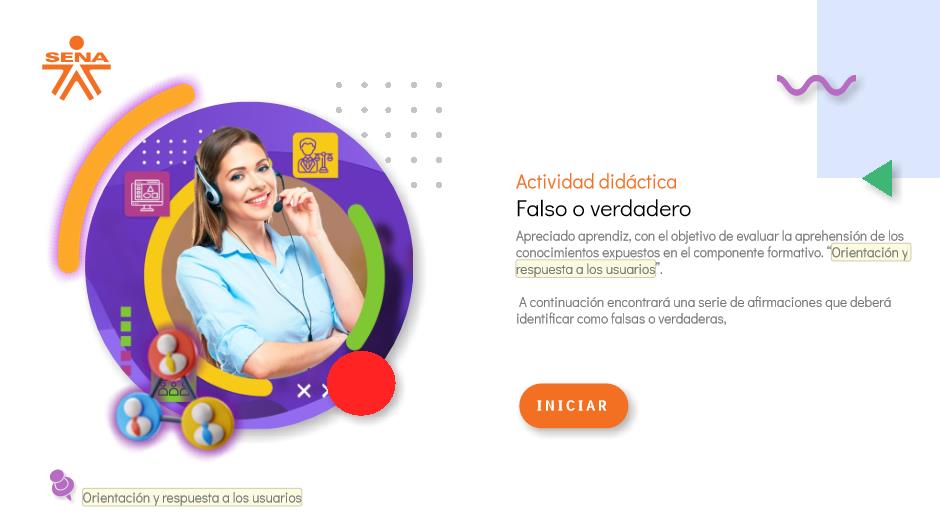 SENA
Actividad didáctica
Falso o verdadero
Apreciado aprendiz, con el objetivo de evaluar la aprehensión de los
conocimientos expuestos en el componente formativo. “Orientación y
respuesta a los usuarios”.
A continuación encontrará una serie de afirmaciones que deberá
identificar como falsas o verdaderas,
INICIAR
Orientación y respuesta a los usuarios